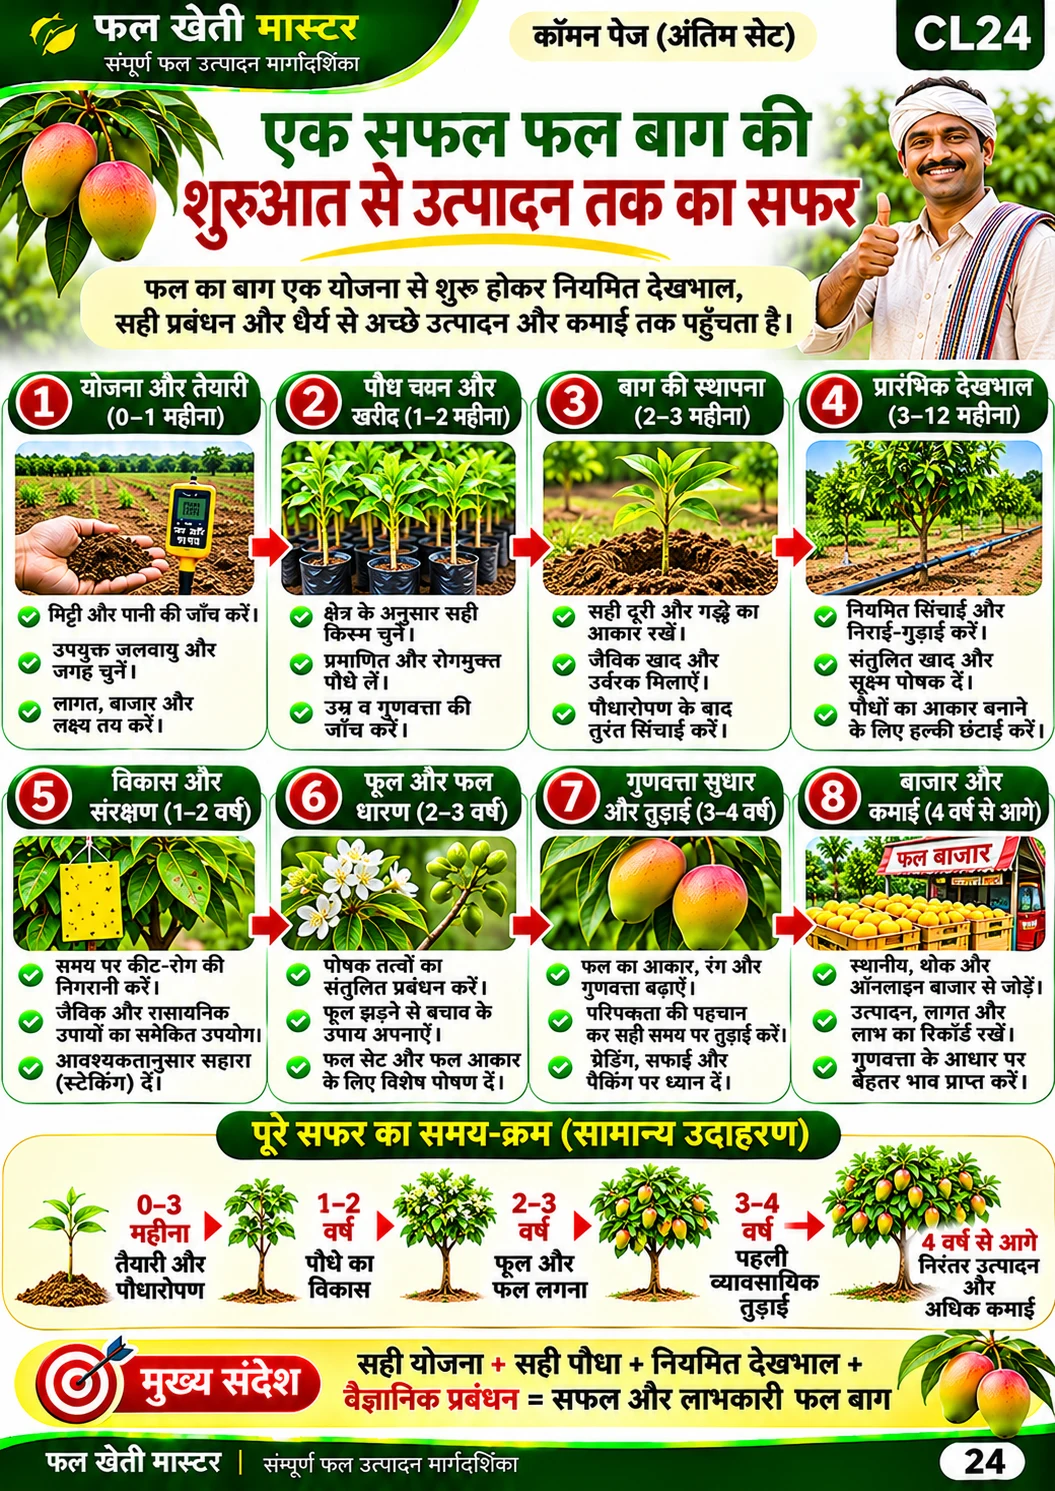 फल खेती मास्टर
संपूर्ण फल उत्पादन मार्गदर्शिका
कॉमन पेज (अंतिम सेट)
CL24
एक सफल फल बाग की
शुरुआत से उत्पादन तक का सफर
फल का बाग एक योजना से शुरू होकर नियमित देखभाल,
सही प्रबंधन और धैर्य से अच्छे उत्पादन और कमाई तक पहुँचता है।
1 योजना और तैयारी
(0–1 महीना)
मिट्टी और पानी की जाँच करें।
उपयुक्त जलवायु और
जगह चुनें।
लागत, बाजार और
लक्ष्य तय करें।
2 पौध चयन और
खरीद (1–2 महीना)
क्षेत्र के अनुसार सही
किस्म चुनें।
प्रमाणित और रोगमुक्त
पौधे लें।
उम्र व गुणवत्ता की
जाँच करें।
3 बाग की स्थापना
(2–3 महीना)
सही दूरी और गड्ढे का
आकार रखें।
जैविक खाद और
उर्वरक मिलाएँ।
पौधारोपण के बाद
तुरंत सिंचाई करें।
4 प्रारंभिक देखभाल
(3–12 महीना)
नियमित सिंचाई और
निराई-गुड़ाई करें।
संतुलित खाद और
सूक्ष्म पोषक दें।
पौधों का आकार बनाने
के लिए हल्की छंटाई करें।
5 विकास और
संरक्षण (1–2 वर्ष)
समय पर कीट-रोग की
निगरानी करें।
जैविक और रासायनिक
उपायों का समेकित उपयोग।
आवश्यकतानुसार सहारा
(स्टेकिंग) दें।
6 फूल और फल
धारण (2–3 वर्ष)
पोषक तत्वों का
संतुलित प्रबंधन करें।
फूल झड़ने से बचाव के
उपाय अपनाएँ।
फल सेट और फल आकार
के लिए विशेष पोषण दें।
7 गुणवत्ता सुधार
और तुड़ाई (3–4 वर्ष)
फल का आकार, रंग और
गुणवत्ता बढ़ाएँ।
परिपक्वता की पहचान
कर सही समय पर तुड़ाई करें।
ग्रेडिंग, सफाई और
पैकिंग पर ध्यान दें।
8 बाजार और
कमाई (4 वर्ष से आगे)
फल बाजार
स्थानीय, थोक और
ऑनलाइन बाजार से जोड़ें।
उत्पादन, लागत और
लाभ का रिकॉर्ड रखें।
गुणवत्ता के आधार पर
बेहतर भाव प्राप्त करें।
पूरे सफर का समय-क्रम (सामान्य उदाहरण)
0–3
महीना
तैयारी और
पौधारोपण
1–2
वर्ष
पौधे का
विकास
2–3
वर्ष
फूल और
फल लगना
3–4
वर्ष
पहली
व्यावसायिक
तुड़ाई
4 वर्ष से आगे
निरंतर उत्पादन
और
अधिक कमाई
मुख्य संदेश
सही योजना + सही पौधा + नियमित देखभाल +
वैज्ञानिक प्रबंधन = सफल और लाभकारी फल बाग
फल खेती मास्टर | संम्पूर्ण फल उत्पादन मार्गदर्शिका
24